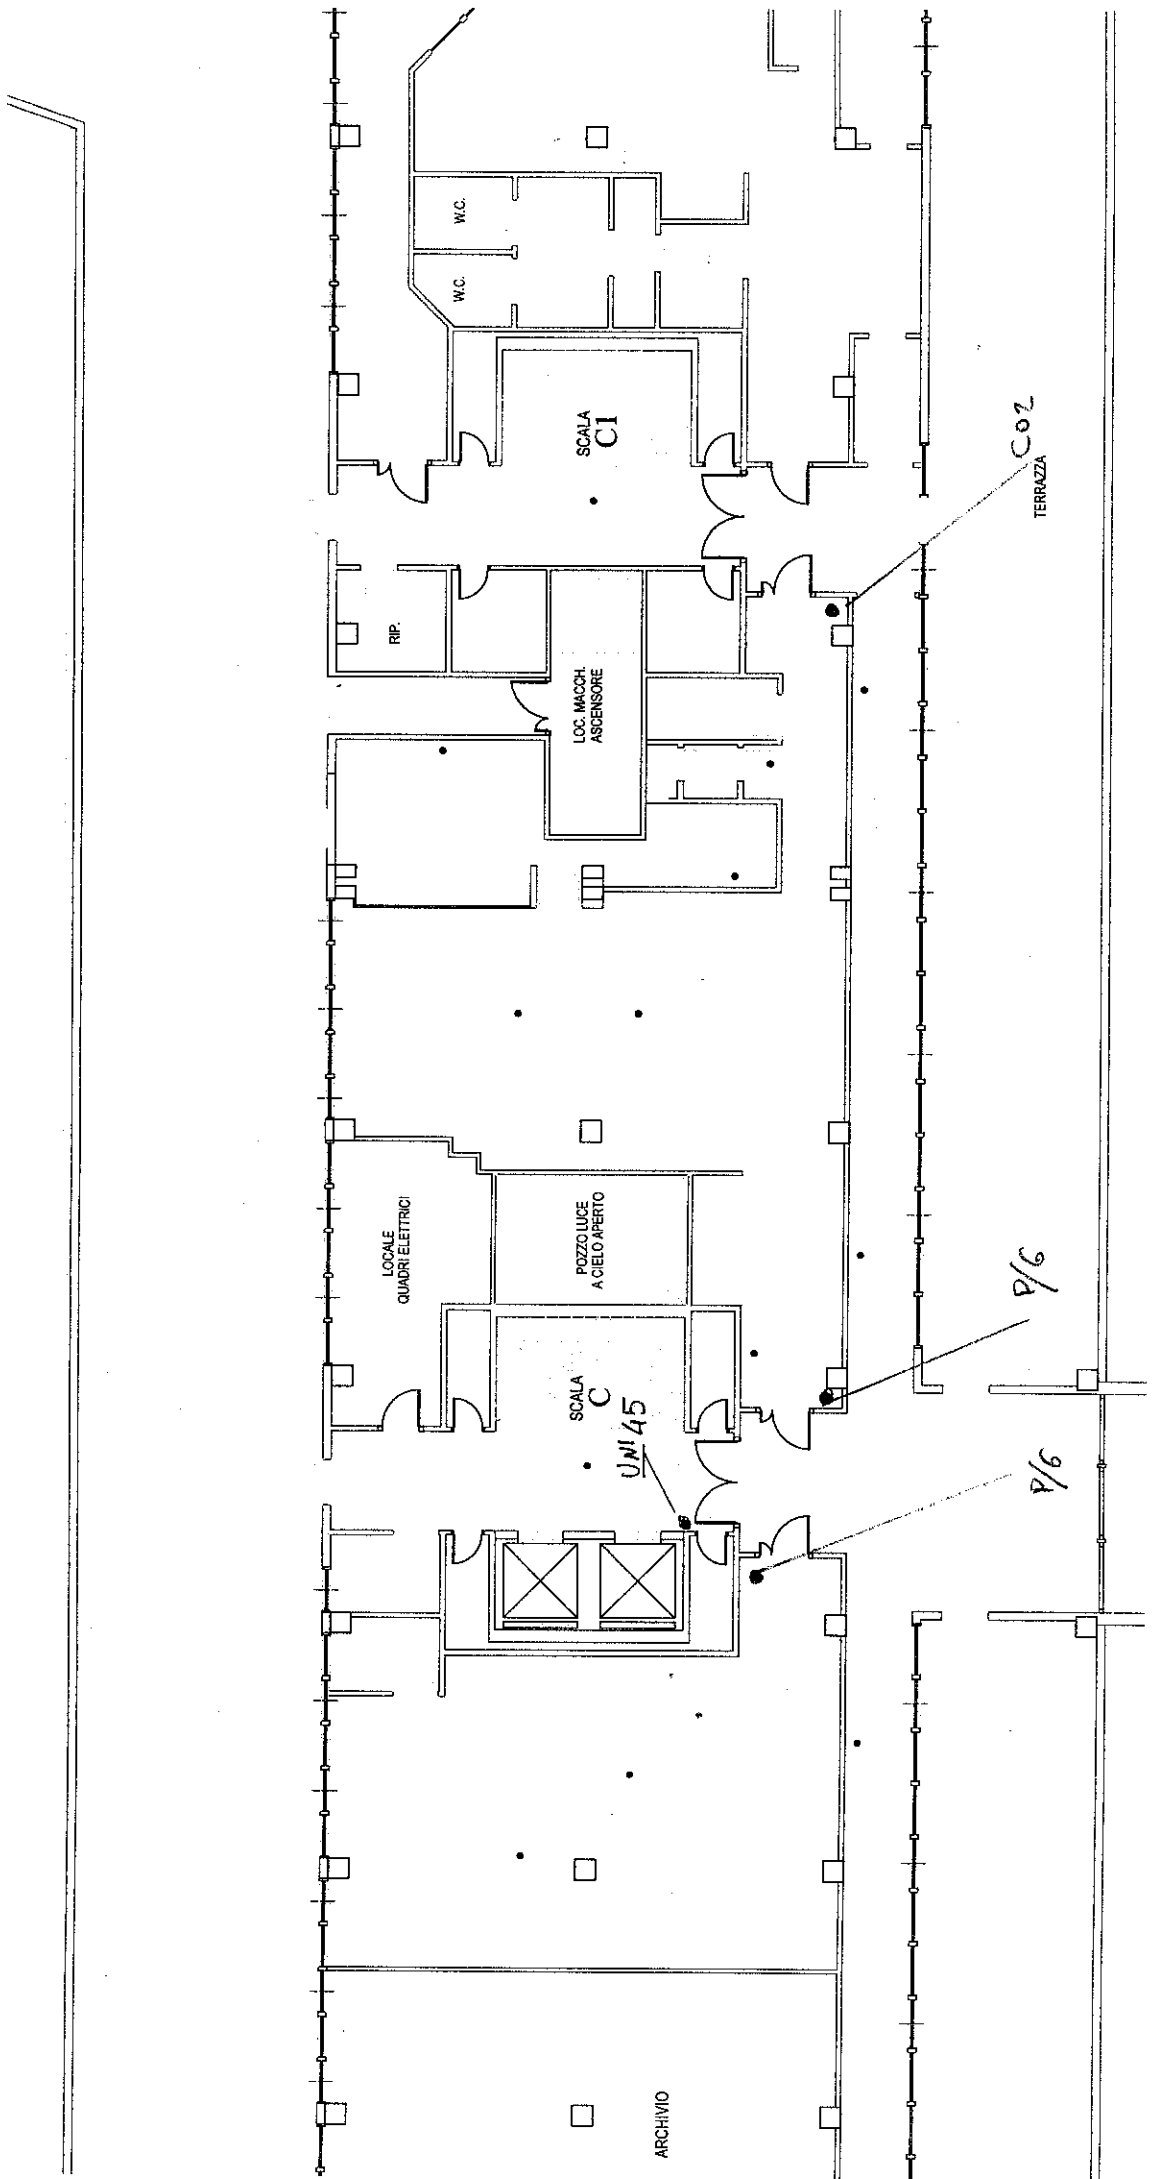 W.C.
W.C.
SCALA
C1
CO2
TERRAZZA
RIP.
LOC. MACCH.
ASCENSORE
LOCALE
QUADRI ELETTRICI
POZZO LUCE
A CIELO APERTO
P/6
SCALA
C
UNI 45
P/6
ARCHIVIO